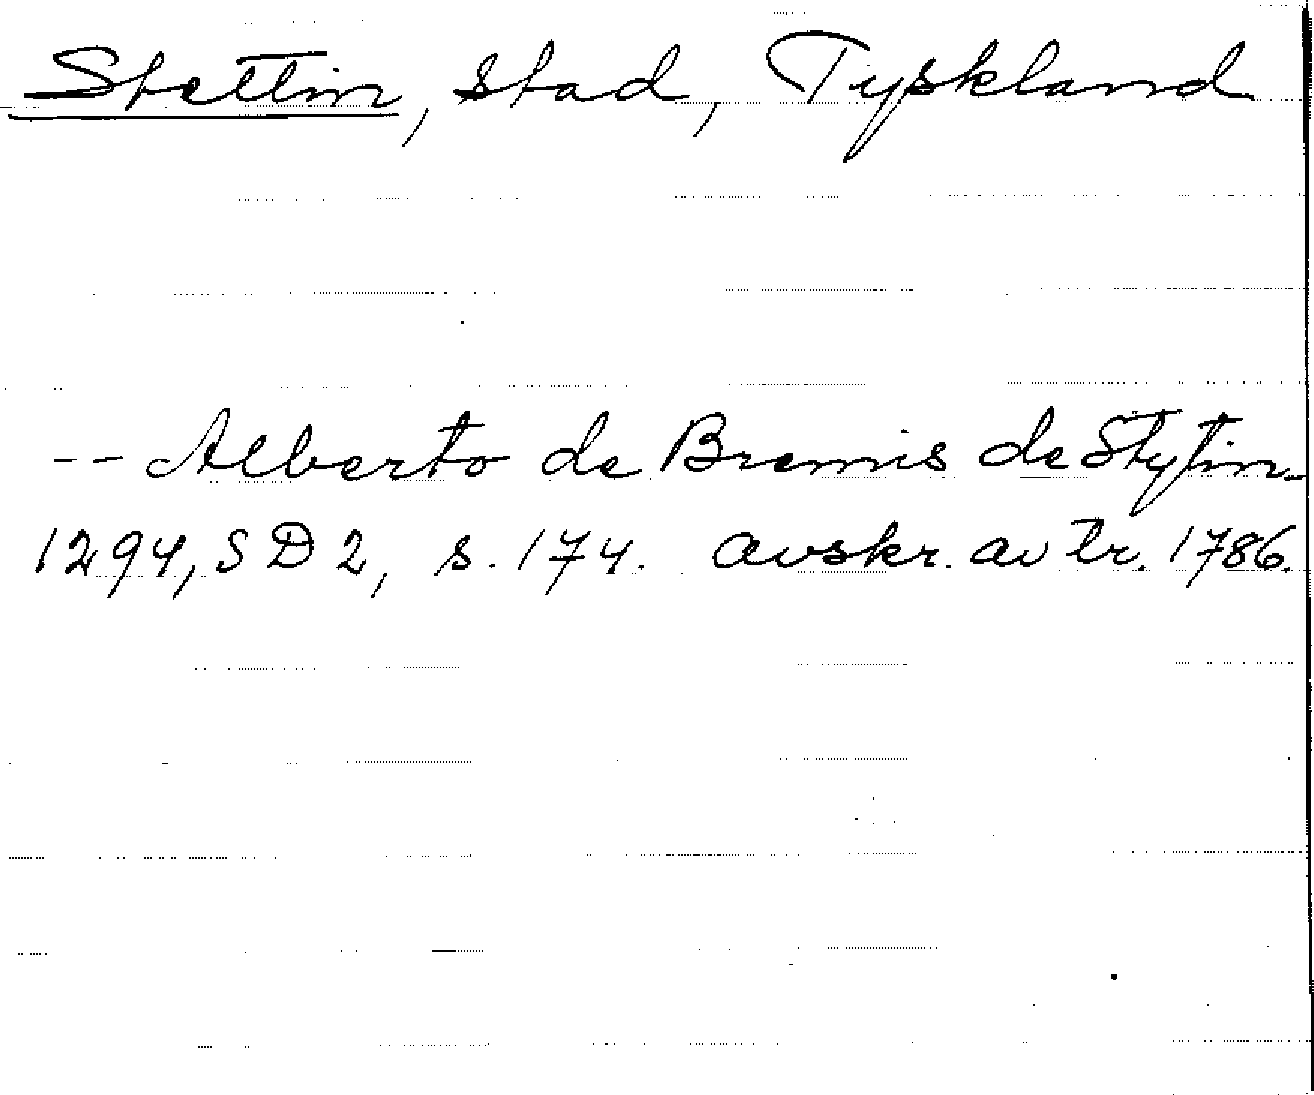 Stettin, stad, Tyskland
-- Alberto de Bremis de Stytin
1294, SD 2, s. 174. avskr. av tr. 1786.